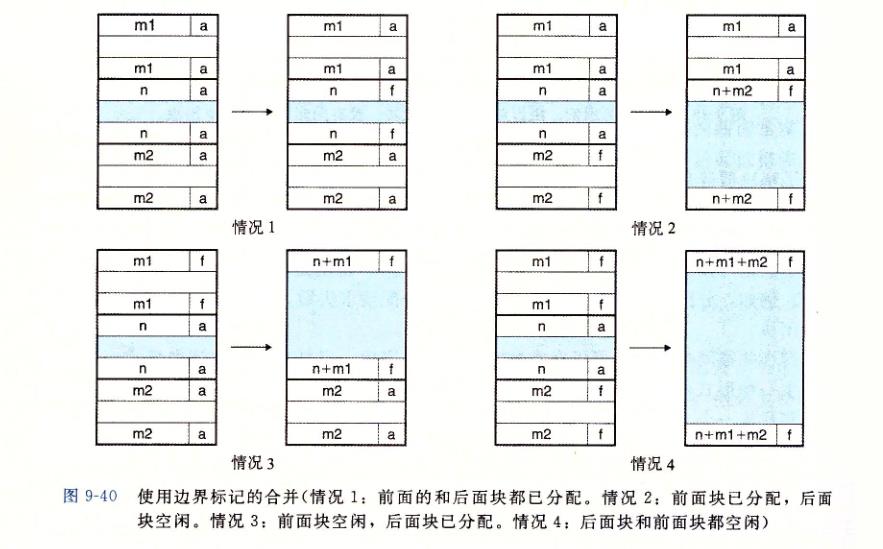 m1 a m1 a m1 a m1 a
m1 a m1 a m1 a m1 a
n a n f n a n+m2 f
n a n f n a
m2 a m2 a m2 f
m2 a m2 a m2 f n+m2 f
情况 1 情况 2
m1 f n+m1 f m1 f n+m1+m2 f
m1 f m1 f
n a n a
n a n+m1 f n a
m2 a m2 a m2 f
m2 a m2 a m2 f n+m1+m2 f
情况 3 情况 4
图 9-40 使用边界标记的合并(情况 1：前面的和后面块都已分配。情况 2：前面块已分配，后面
块空闲。情况 3：前面块空闲，后面块已分配。情况 4：后面块和前面块都空闲)